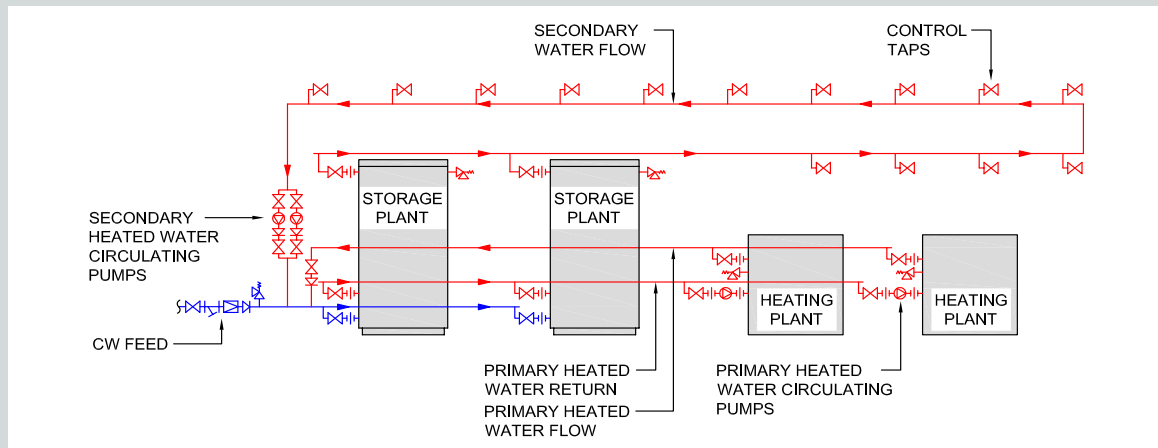 SECONDARY
WATER FLOW
CONTROL
TAPS
STORAGE
PLANT
STORAGE
PLANT
SECONDARY
HEATED WATER
CIRCULATING
PUMPS
HEATING
PLANT
HEATING
PLANT
CW FEED
PRIMARY HEATED
WATER RETURN
PRIMARY HEATED
WATER FLOW
PRIMARY HEATED
WATER CIRCULATING
PUMPS